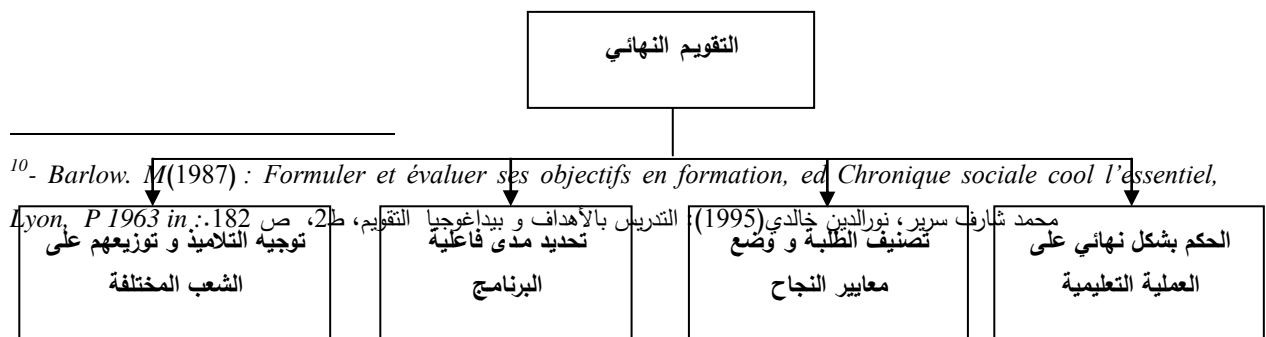 التقويم النهائي
10- Barlow. M(1987) : Formuler et évaluer ses objectifs en formation, ed Chronique sociale cool l'essentiel,
Lyon, P 1963 in :.محمد شارف سرير، نورالدين خالدي(1995): التدريس بالأهداف و بيداغوجيا التقويم، ط2، ص 182
الحكم بشكل نهائي على
العملية التعليمية
تصنيف الطلبة و وضع
معايير النجاح
تحديد مدى فاعلية
البرنامج
توجيه التلاميذ و توزيعهم على
الشعب المختلفة